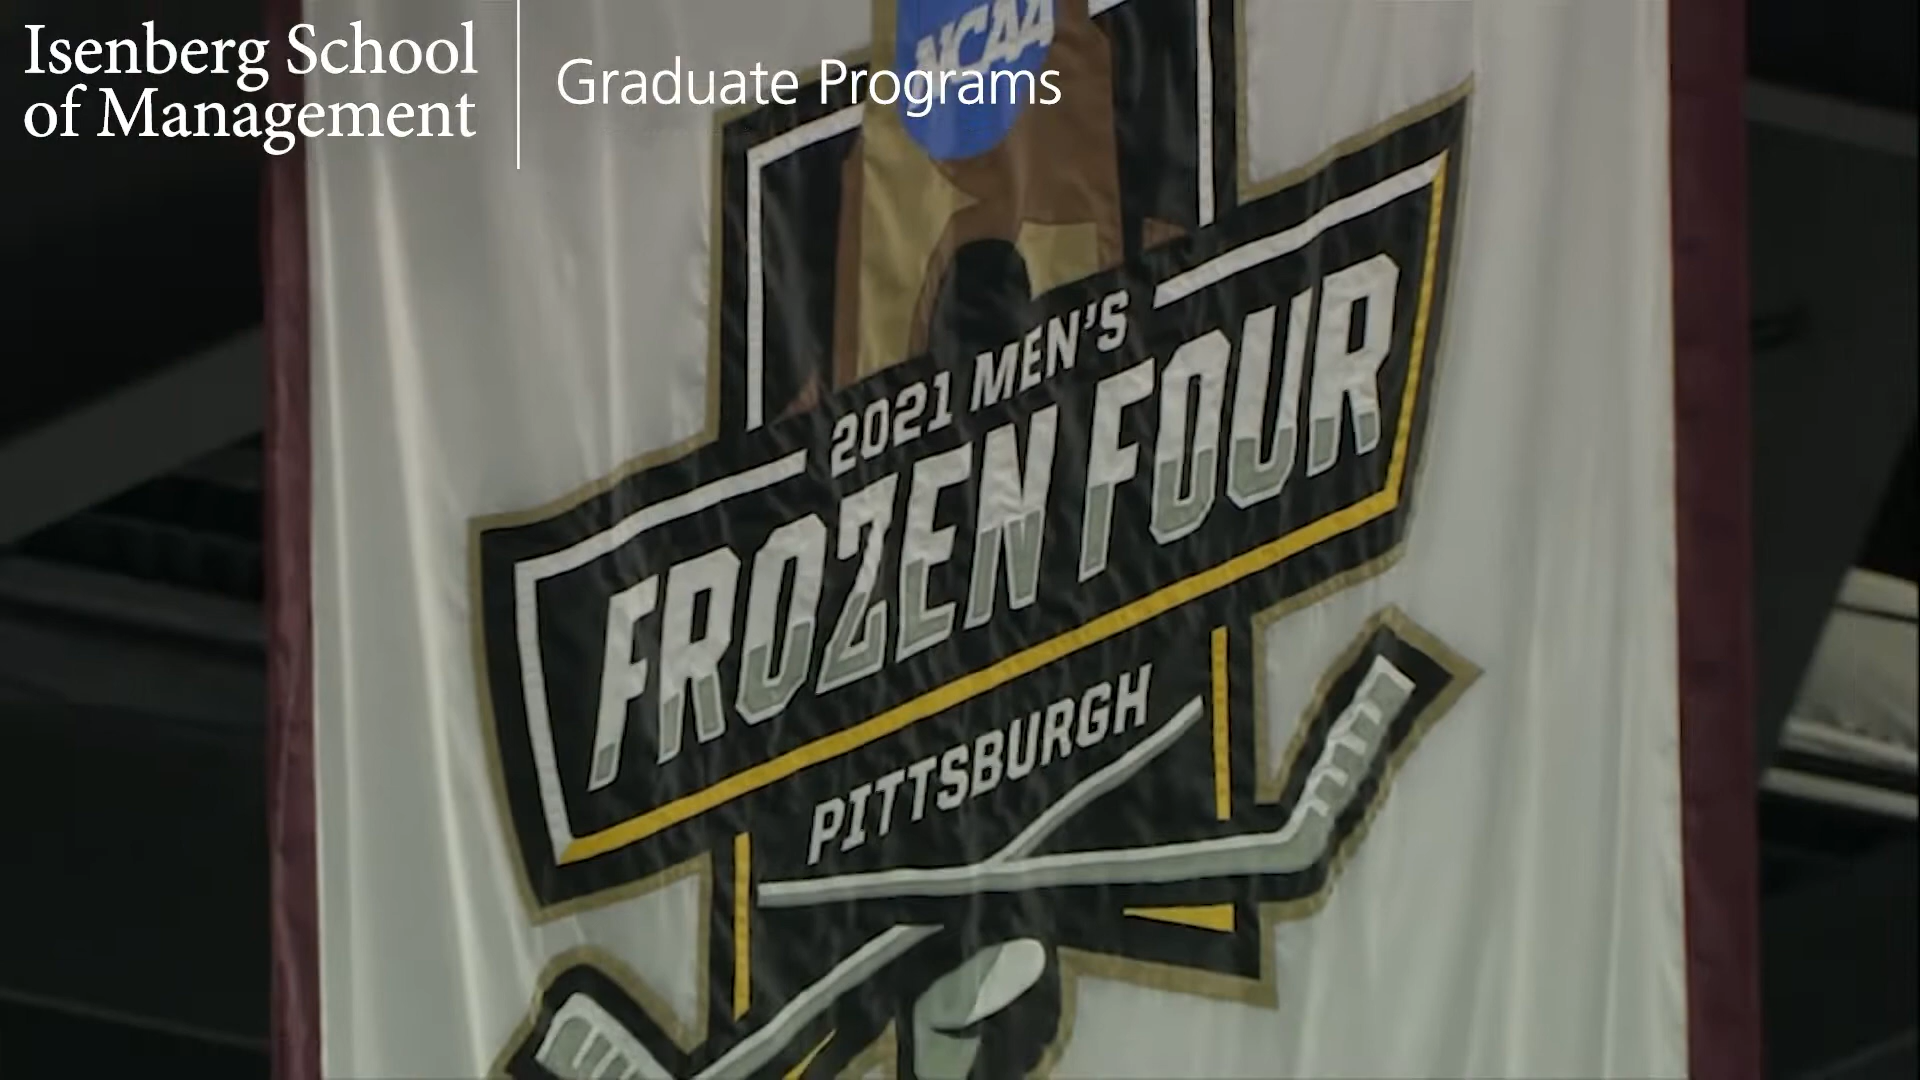 Isenberg School
of Management
Graduate Programs
NCAA
2021 MEN'S
FROZEN FOUR
PITTSBURGH